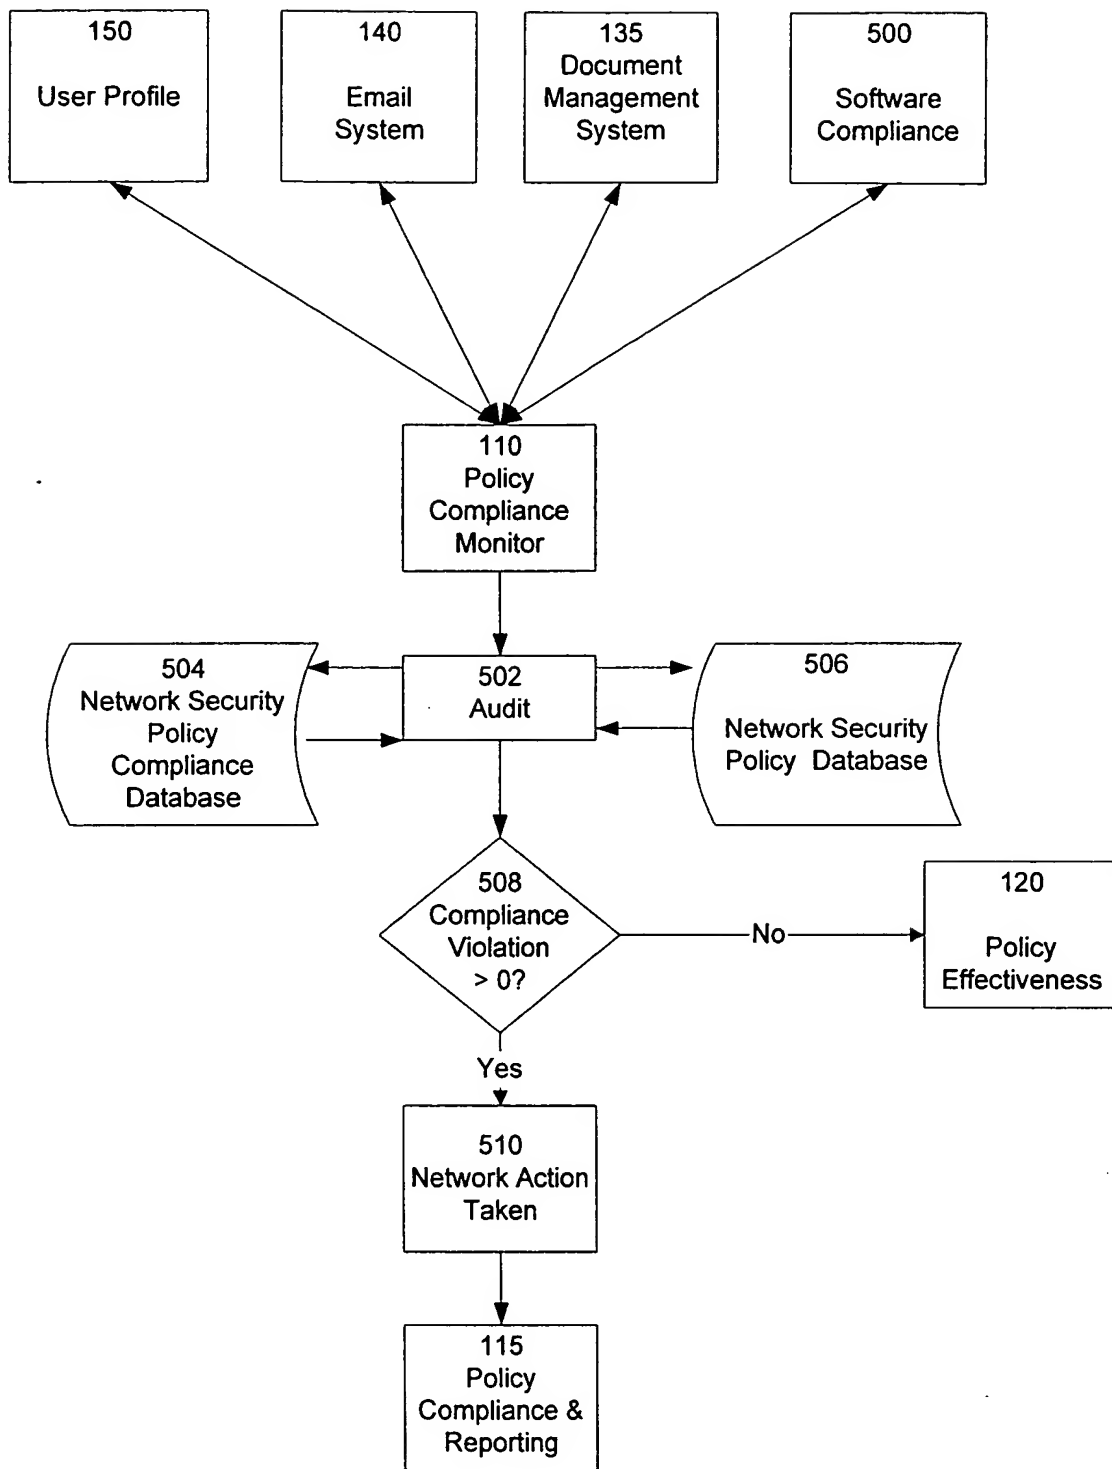 150
User Profile
140
Email
System
135
Document
Management
System
500
Software
Compliance
110
Policy
Compliance
Monitor
504
Network Security
Policy
Compliance
Database
502
Audit
506
Network Security
Policy Database
508
Compliance
Violation
> 0?
No
120
Policy
Effectiveness
Yes
510
Network Action
Taken
115
Policy
Compliance &
Reporting